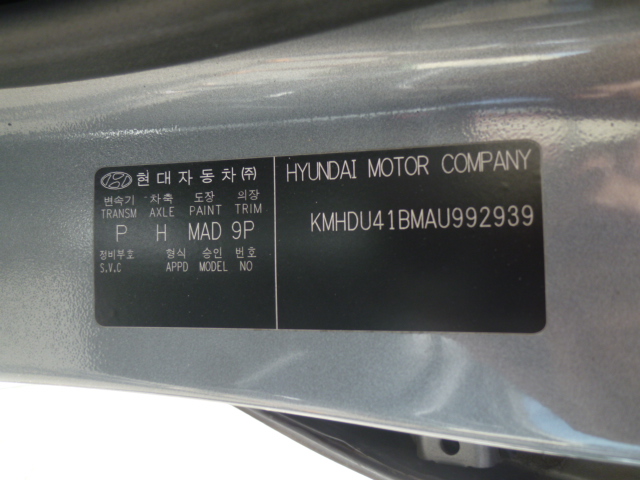 현대자동차㈜
변속기 차축 도장 의장
TRANSM AXLE PAINT TRIM
P H MAD 9P
정비부호 형식 승인 번호
S.V.C APPD MODEL NO
HYUNDAI MOTOR COMPANY
KMHDU41BMAU992939